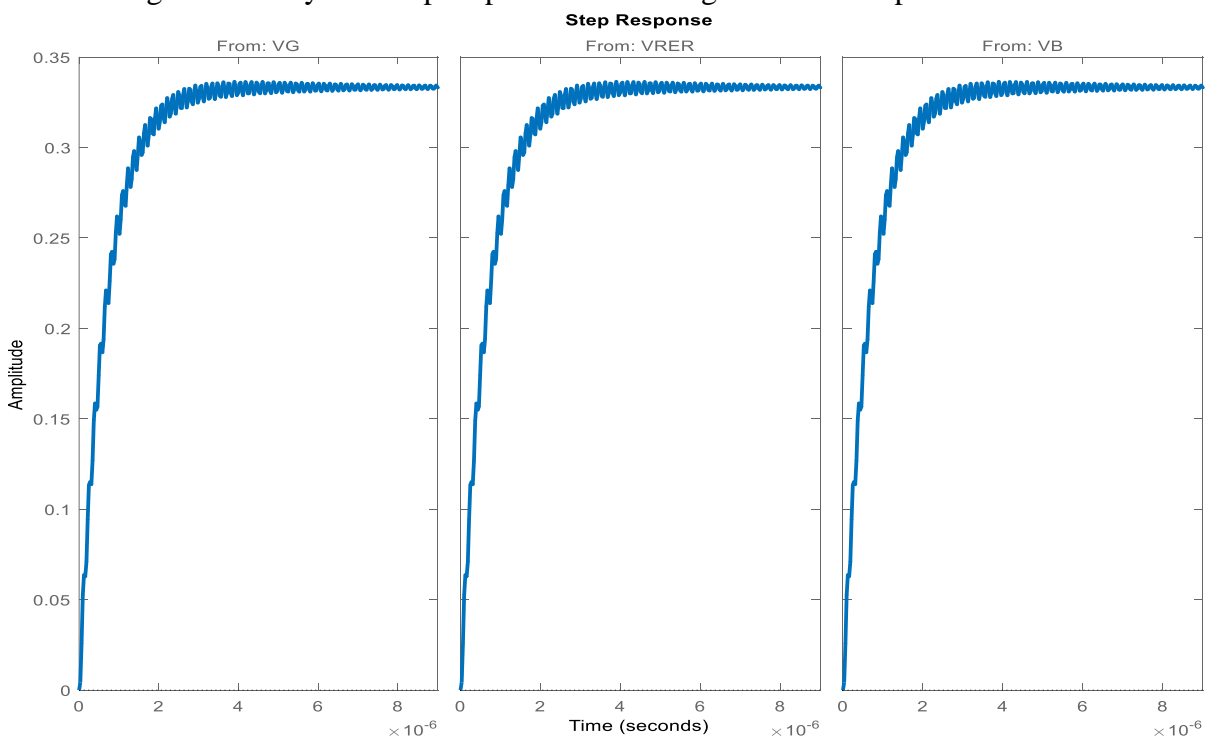 Step Response
From: VG
From: VRER
From: VB
Amplitude
0.35
0.3
0.25
0.2
0.15
0.1
0.05
0
0 2 4 6 8
×10-6
0 2 4 6 8
×10-6
0 2 4 6 8
×10-6
Time (seconds)